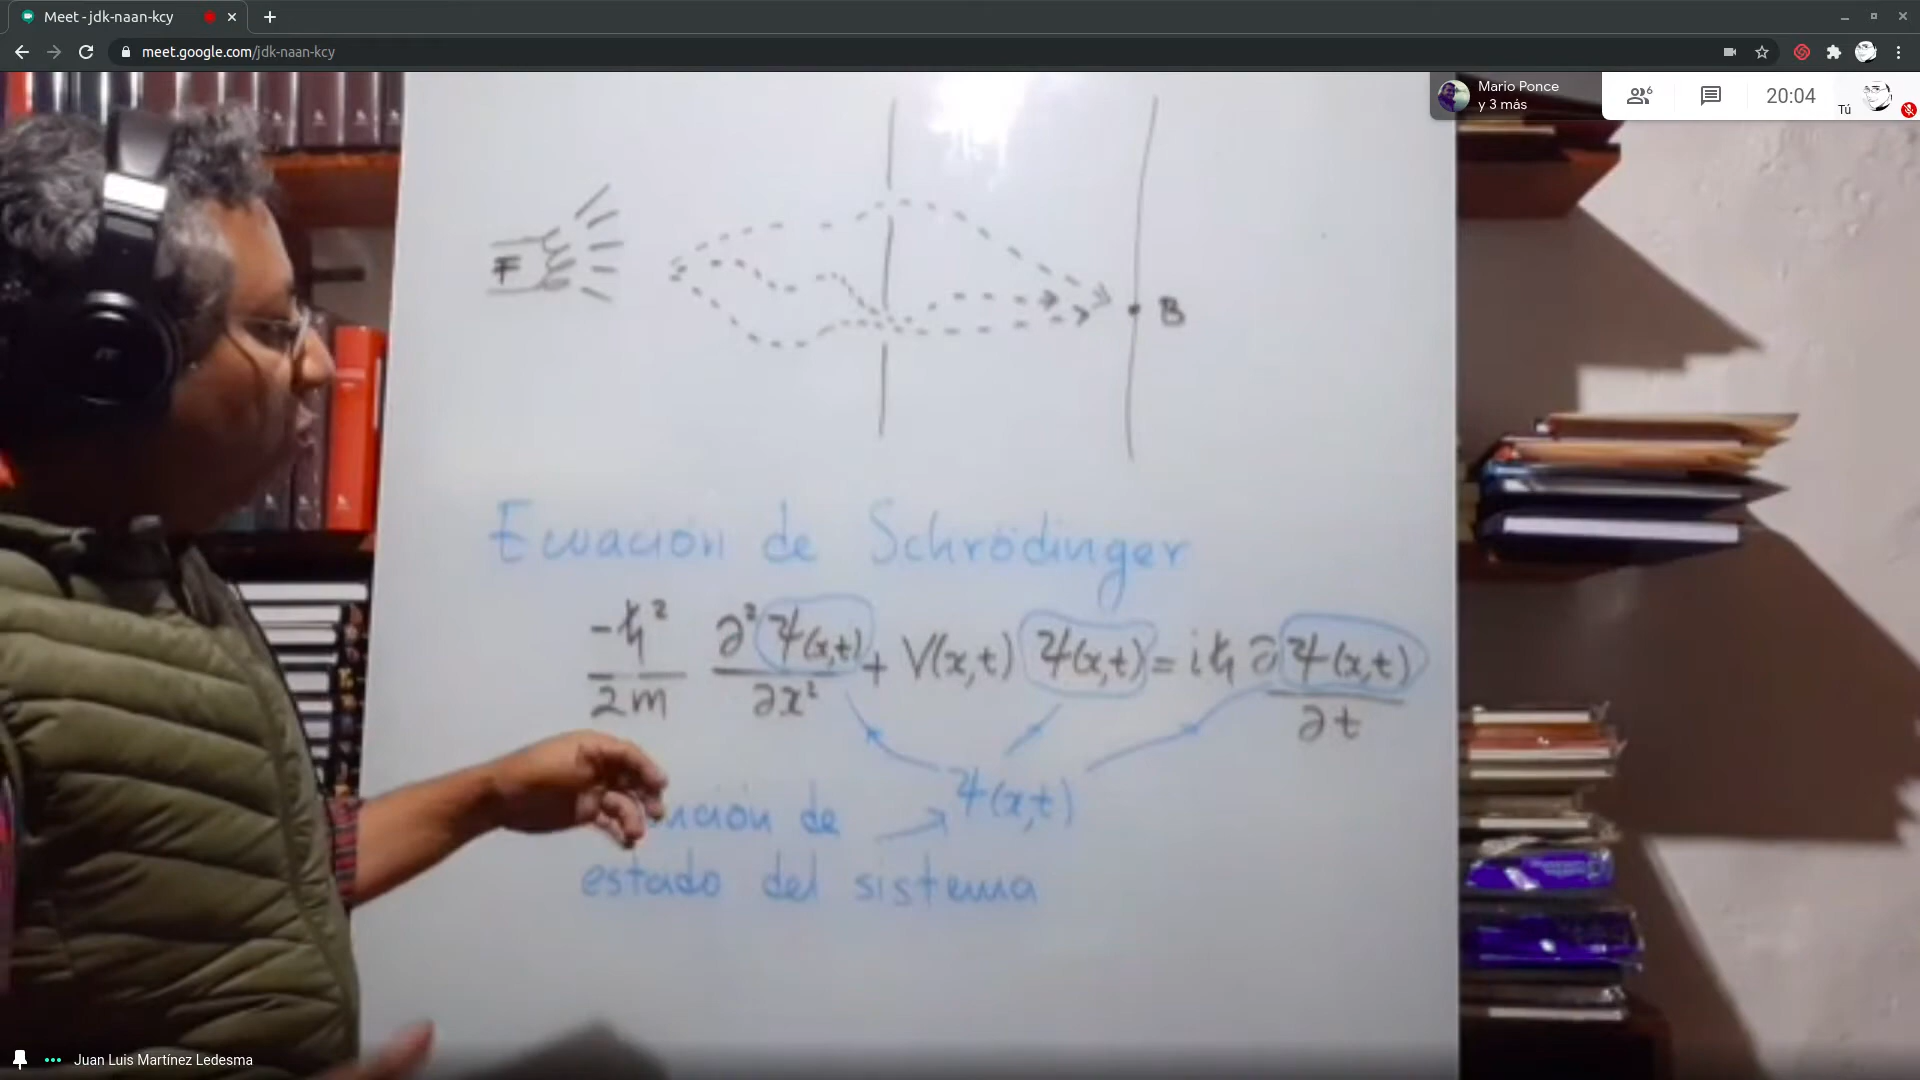 Meet - jdk-naan-kcy
meet.google.com/jdk-naan-kcy
Mario Ponce
y 3 más
6
20:04
Tú
F
B
Ecuación de Schrödinger
-ħ²/2m ∂²Ψ(x,t)/∂x² + V(x,t) Ψ(x,t) = iħ ∂Ψ(x,t)/∂t
Ψ(x,t)
de
estado del sistema
Juan Luis Martínez Ledesma